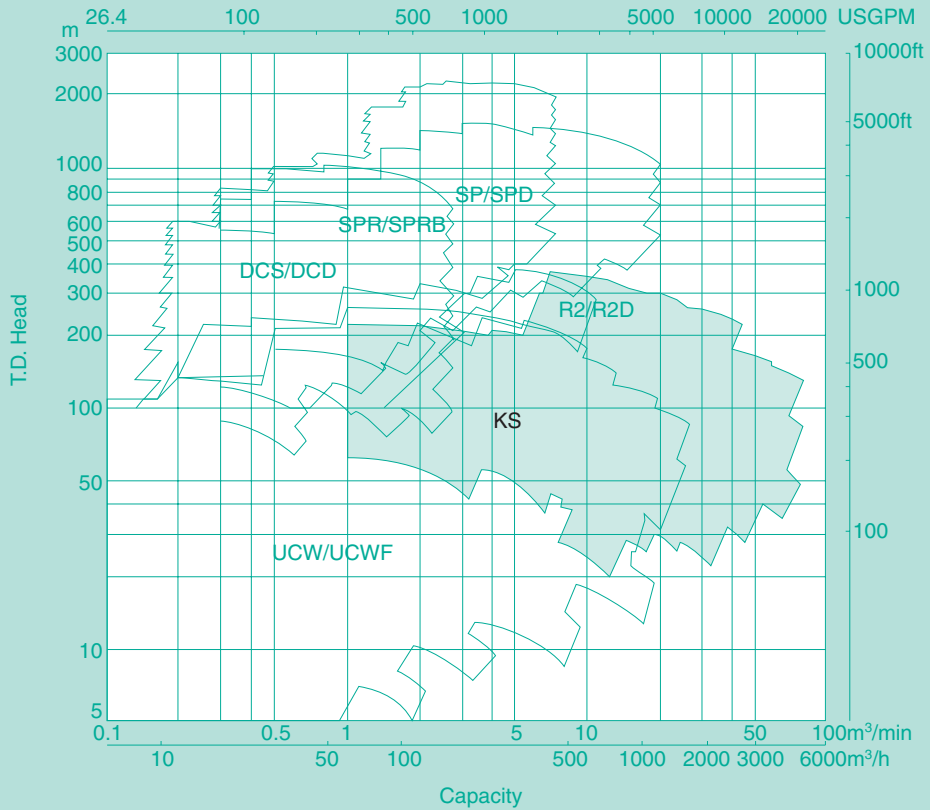 26.4 100 500 1000 5000 10000 20000 USGPM
m
3000
2000
1000
800
600
500
400
300
200
100
50
10
5
T.D. Head
10000ft
5000ft
1000
500
100
SP/SPD
SPR/SPRB
DCS/DCD
R2/R2D
KS
UCW/UCWF
0.1 0.5 1 5 10 50 100m³/min
10 50 100 500 1000 2000 3000 6000m³/h
Capacity